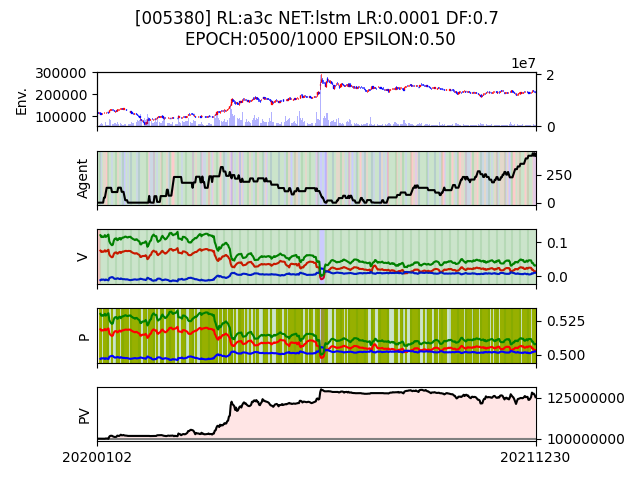 [005380] RL:a3c NET:lstm LR:0.0001 DF:0.7
EPOCH:0500/1000 EPSILON:0.50
1e7
300000
200000
100000
Env.
2
0
Agent
250
0
V
0.1
0.0
P
0.525
0.500
PV
125000000
100000000
20200102
20211230